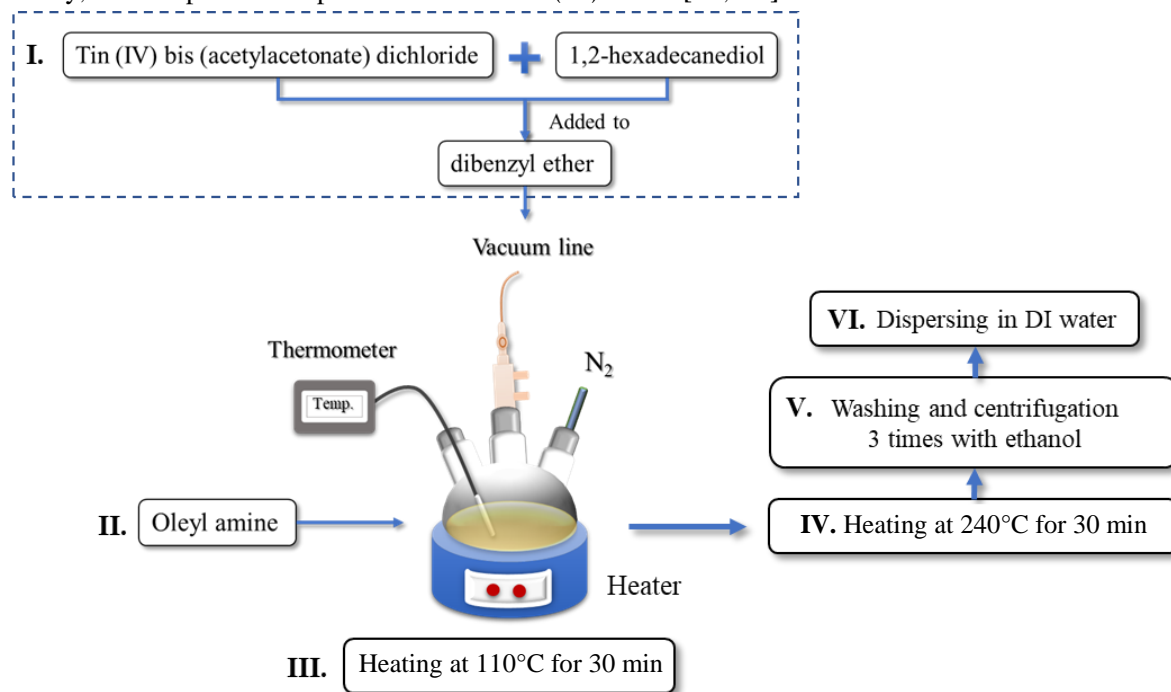 I. Tin (IV) bis (acetylacetonate) dichloride + 1,2-hexadecanediol
Added to
dibenzyl ether
Vacuum line
Thermometer
N₂
Temp.
VI. Dispersing in DI water
V. Washing and centrifugation
3 times with ethanol
II. Oleyl amine
IV. Heating at 240°C for 30 min
Heater
III. Heating at 110°C for 30 min